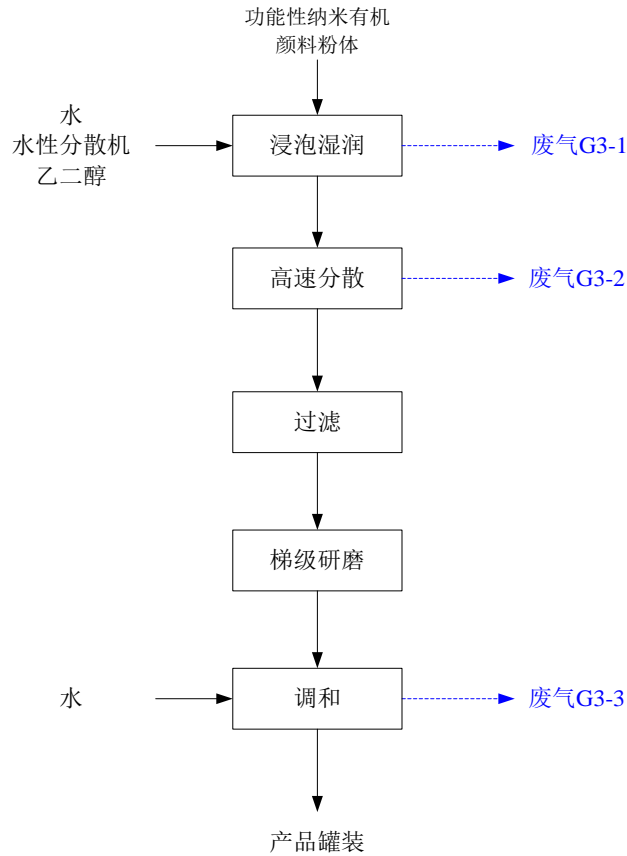 功能性纳米有机
颜料粉体
水
水性分散机
乙二醇
浸泡湿润
废气G3-1
高速分散
废气G3-2
过滤
梯级研磨
水
调和
废气G3-3
产品罐装